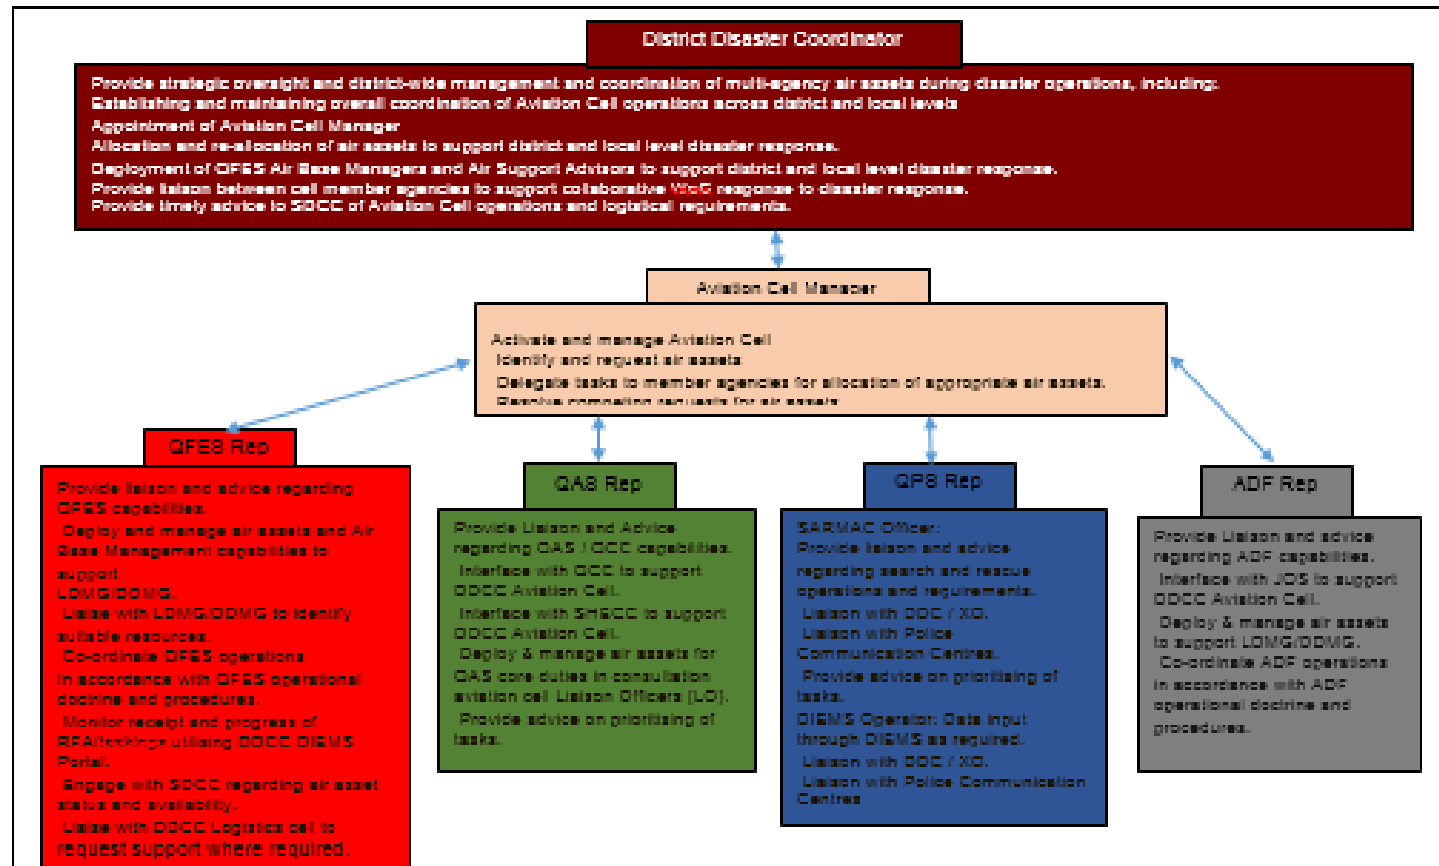 District Disaster Coordinator
Provide strategic oversight and district-wide management and coordination of multi-agency air assets during disaster operations, including:
Establishing and maintaining overall coordination of Aviation Cell operations across district and local levels
Appointment of Aviation Cell Manager
Allocation and re-allocation of air assets to support district and local level disaster response.
Deployment of QFES Air Base Managers and Air Support Advisors to support district and local level disaster response.
Provide liaison between cell member agencies to support collaborative WoG response to disaster response.
Provide timely advice to SDCC of Aviation Cell operations and logistical requirements.
Aviation Cell Manager
Activate and manage Aviation Cell
Identify and request air assets
Delegate tasks to member agencies for allocation of appropriate air assets.
Resolve requests for air assets
QFES Rep
Provide liaison and advice regarding
QFES capabilities.
Deploy and manage air assets and Air
Base Management capabilities to
support
LDMG/DDMG.
Liaise with LDMG/DDMG to identify
suitable resources.
Co-ordinate QFES operations
in accordance with QFES operational
doctrine and procedures.
Monitor receipt and progress of
utilising DDCC DIEMS
Portal.
Engage with SDCC regarding air asset
status and availability.
Liaise with DDCC Logistics cell to
request support where required.
QAS Rep
Provide Liaison and Advice
regarding QAS / QCC capabilities.
Interface with QCC to support
DDCC Aviation Cell.
Interface with SHECC to support
DDCC Aviation Cell.
Deploy & manage air assets for
QAS core duties in consultation
aviation cell Liaison Officers (LO).
Provide advice on prioritising of
tasks.
QPS Rep
SARMAC Officer:
Provide liaison and advice
regarding search and rescue
operations and requirements.
Liaison with DDC / XO.
Liaison with Police
Communication Centres.
Provide advice on prioritising of
tasks.
DIEMS Operator: Data input
through DIEMS as required.
Liaison with DDC / XO.
Liaison with Police Communication
Centres
ADF Rep
Provide Liaison and advice
regarding ADF capabilities.
Interface with JOS to support
DDCC Aviation Cell.
Deploy & manage air assets
to support LDMG/DDMG.
Co-ordinate ADF operations
in accordance with ADF
operational doctrine and
procedures.